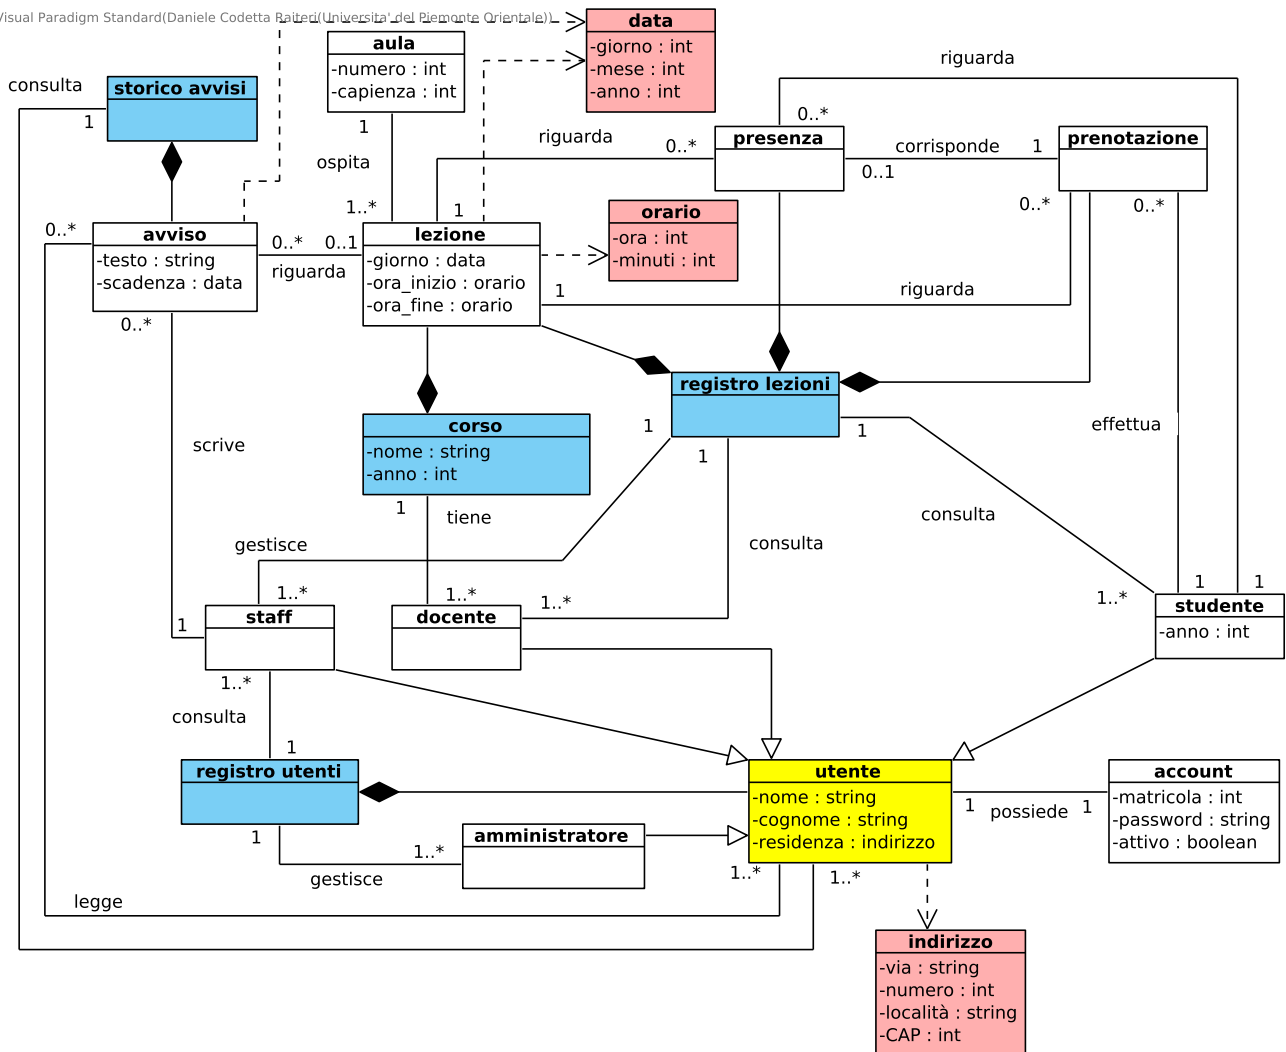 Visual Paradigm Standard(Daniele Codetta Raiteri(Universita' del Piemonte Orientale))
data
-giorno : int
-mese : int
-anno : int
aula
-numero : int
-capienza : int
riguarda
consulta
storico avvisi
1
0..*
1
riguarda
0..*
presenza
corrisponde
1
prenotazione
0..1
ospita
1..*
1
orario
-ora : int
-minuti : int
0..*
0..*
0..*
avviso
-testo : string
-scadenza : data
0..*
0..1
riguarda
lezione
-giorno : data
-ora_inizio : orario
-ora_fine : orario
1
riguarda
0..*
registro lezioni
corso
-nome : string
-anno : int
1
1
1
effettua
scrive
1
tiene
consulta
gestisce
consulta
1..*
1..*
1..*
1..*
1
1
studente
-anno : int
1
staff
docente
1..*
consulta
1
registro utenti
utente
-nome : string
-cognome : string
-residenza : indirizzo
1
possiede
1
account
-matricola : int
-password : string
-attivo : boolean
1
1..*
amministratore
gestisce
1..*
1..*
legge
indirizzo
-via : string
-numero : int
-località : string
-CAP : int